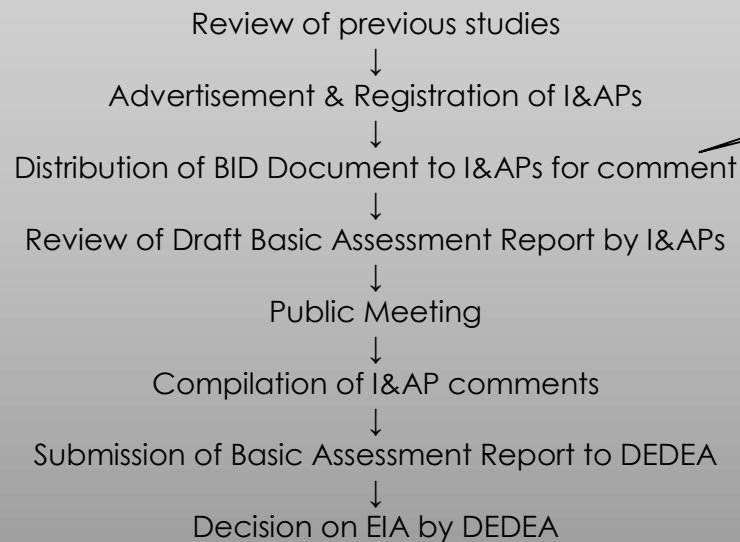 Review of previous studies
↓
Advertisement & Registration of I&APs
↓
Distribution of BID Document to I&APs for comment
↓
Review of Draft Basic Assessment Report by I&APs
↓
Public Meeting
↓
Compilation of I&AP comments
↓
Submission of Basic Assessment Report to DEDEA
↓
Decision on EIA by DEDEA